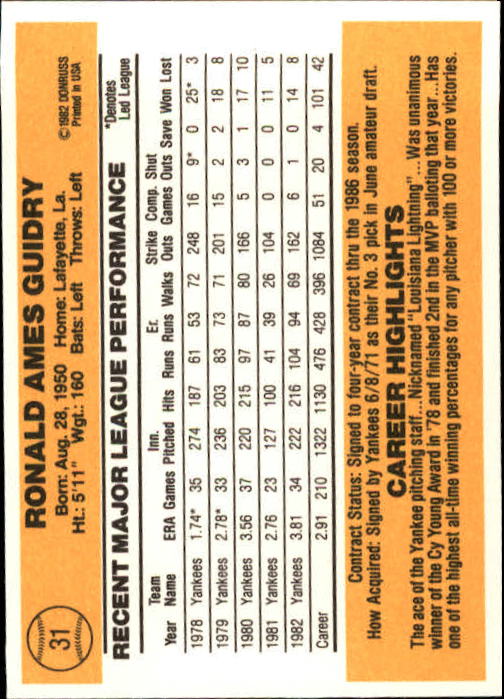 31
RONALD AMES GUIDRY
Born: Aug. 28, 1950 Home: Lafayette, La.
Ht.: 5'11" Wgt.: 160 Bats: Left Throws: Left
©1982 DONRUSS
Printed in USA
RECENT MAJOR LEAGUE PERFORMANCE
*Denotes
Led League
Team Inn. Er. Strike Comp. Shut
Year Name ERA Games Pitched Hits Runs Runs Walks Outs Games Outs Save Won Lost
1978 Yankees 1.74* 35 274 187 61 53 72 248 16 9* 0 25* 3
1979 Yankees 2.78* 33 236 203 83 73 71 201 15 2 2 18 8
1980 Yankees 3.56 37 220 215 97 87 80 166 5 3 1 17 10
1981 Yankees 2.76 23 127 100 41 39 26 104 0 0 0 11 5
1982 Yankees 3.81 34 222 216 104 94 69 162 6 1 0 14 8
Career 2.91 210 1322 1130 476 428 396 1084 51 20 4 101 42
Contract Status: Signed to four-year contract thru the 1986 season.
How Acquired: Signed by Yankees 6/8/71 as their No. 3 pick in June amateur draft.
CAREER HIGHLIGHTS
The ace of the Yankee pitching staff...Nicknamed "Louisiana Lightning"...Was unanimous
winner of the Cy Young Award in '78 and finished 2nd in the MVP balloting that year...Has
one of the highest all-time winning percentages for any pitcher with 100 or more victories.